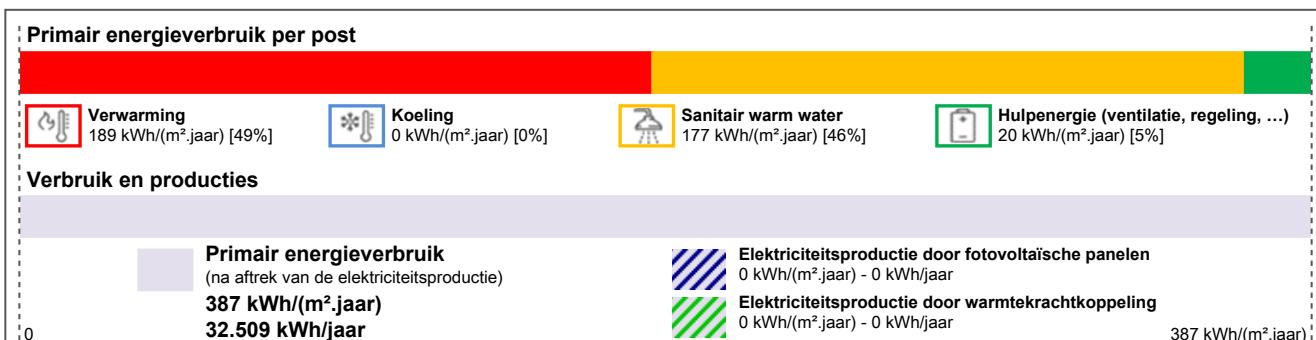 Primair energieverbruik per post
Verwarming
189 kWh/(m².jaar) [49%]
Koeling
0 kWh/(m².jaar) [0%]
Sanitair warm water
177 kWh/(m².jaar) [46%]
Hulpenergie (ventilatie, regeling, …)
20 kWh/(m².jaar) [5%]
Verbruik en producties
Primair energieverbruik
(na aftrek van de elektriciteitsproductie)
387 kWh/(m².jaar)
32.509 kWh/jaar
Elektriciteitsproductie door fotovoltaïsche panelen
0 kWh/(m².jaar) - 0 kWh/jaar
Elektriciteitsproductie door warmtekrachtkoppeling
0 kWh/(m².jaar) - 0 kWh/jaar
0
387 kWh/(m².jaar)